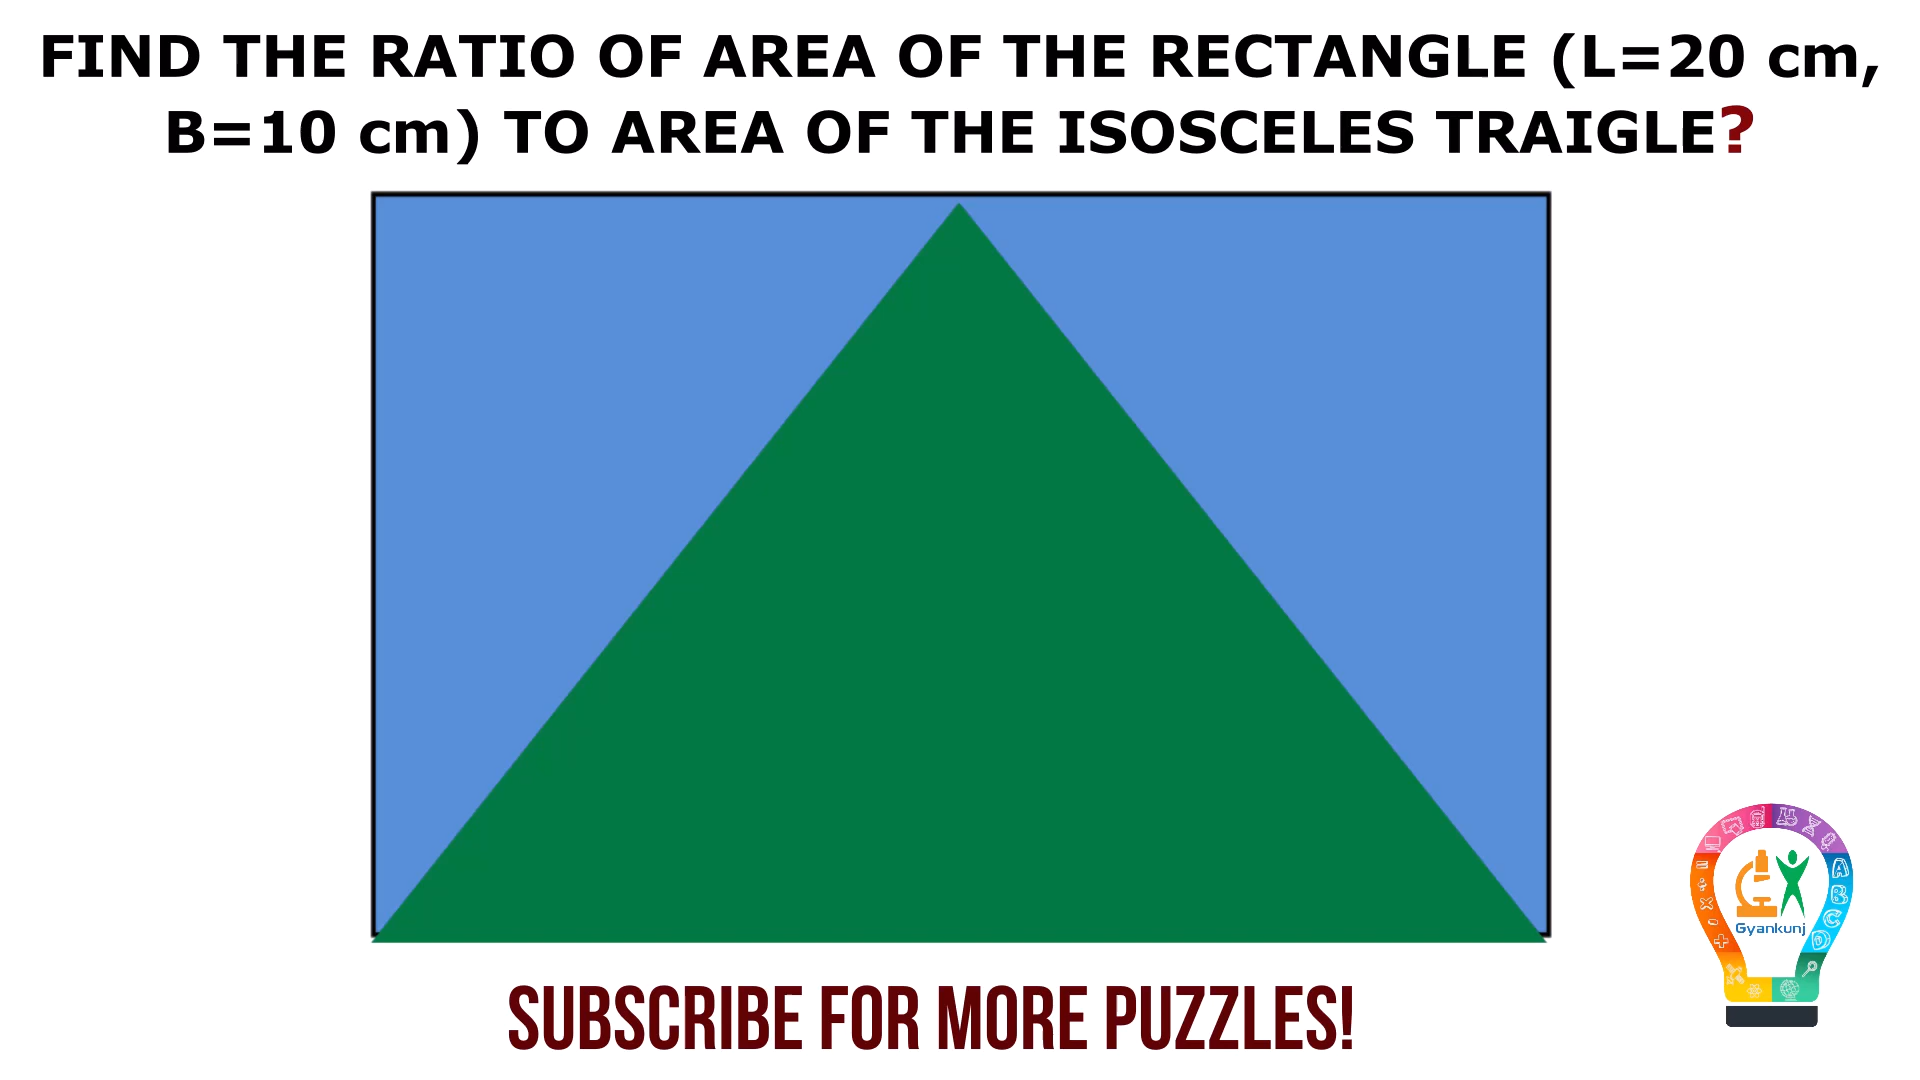 FIND THE RATIO OF AREA OF THE RECTANGLE (L=20 cm,
B=10 cm) TO AREA OF THE ISOSCELES TRAIGLE?
A
B
C
D
Gyankunj
SUBSCRIBE FOR MORE PUZZLES!